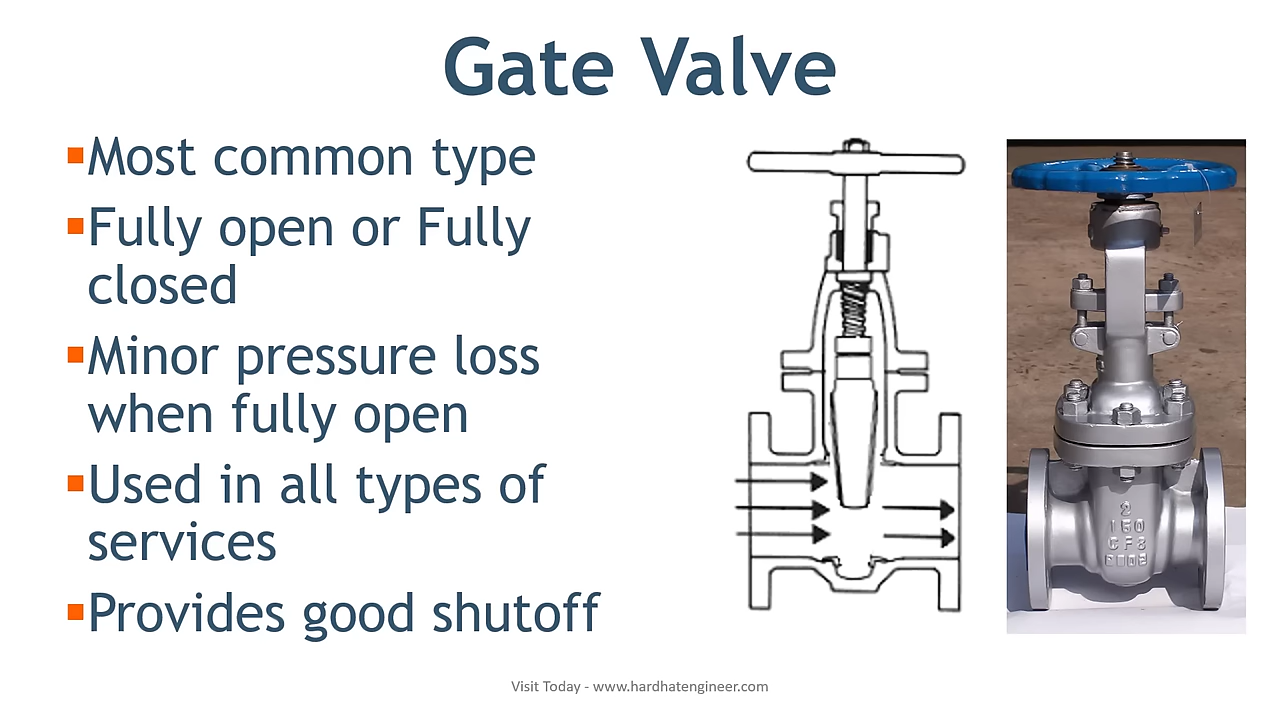 Gate Valve
▪Most common type
▪Fully open or Fully
closed
▪Minor pressure loss
when fully open
▪Used in all types of
services
▪Provides good shutoff
2
150
CF8
Visit Today - www.hardhatengineer.com